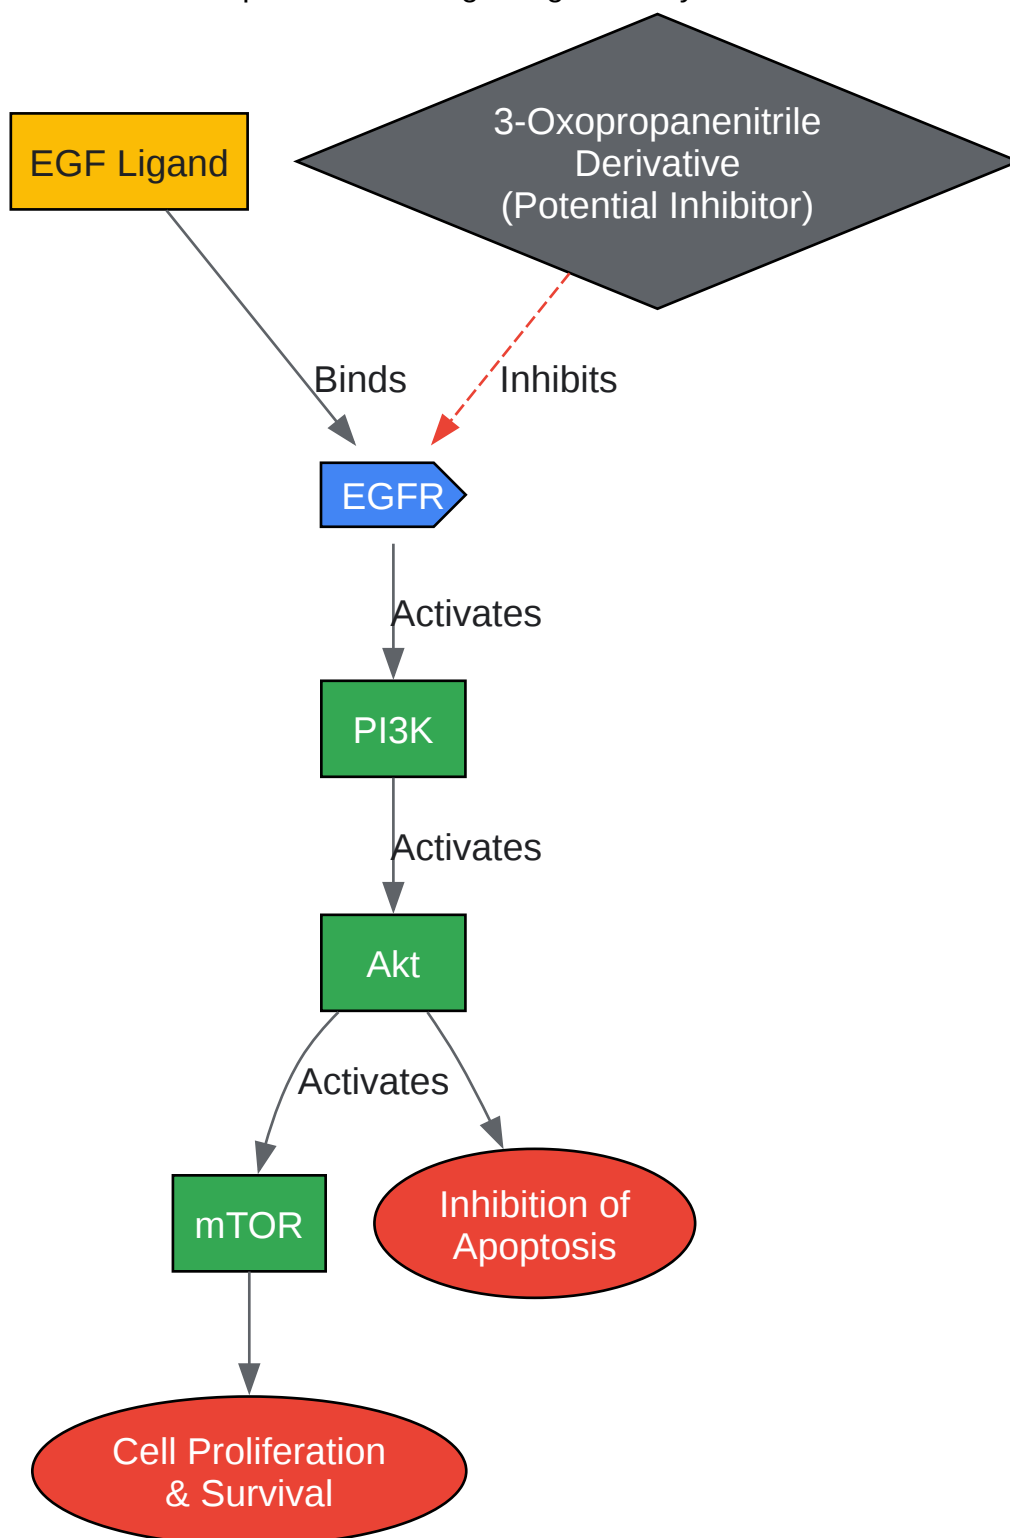 EGF Ligand
3-Oxopropanenitrile
Derivative
(Potential Inhibitor)
Binds
Inhibits
EGFR
Activates
PI3K
Activates
Akt
Activates
mTOR
Inhibition of
Apoptosis
Cell Proliferation
& Survival